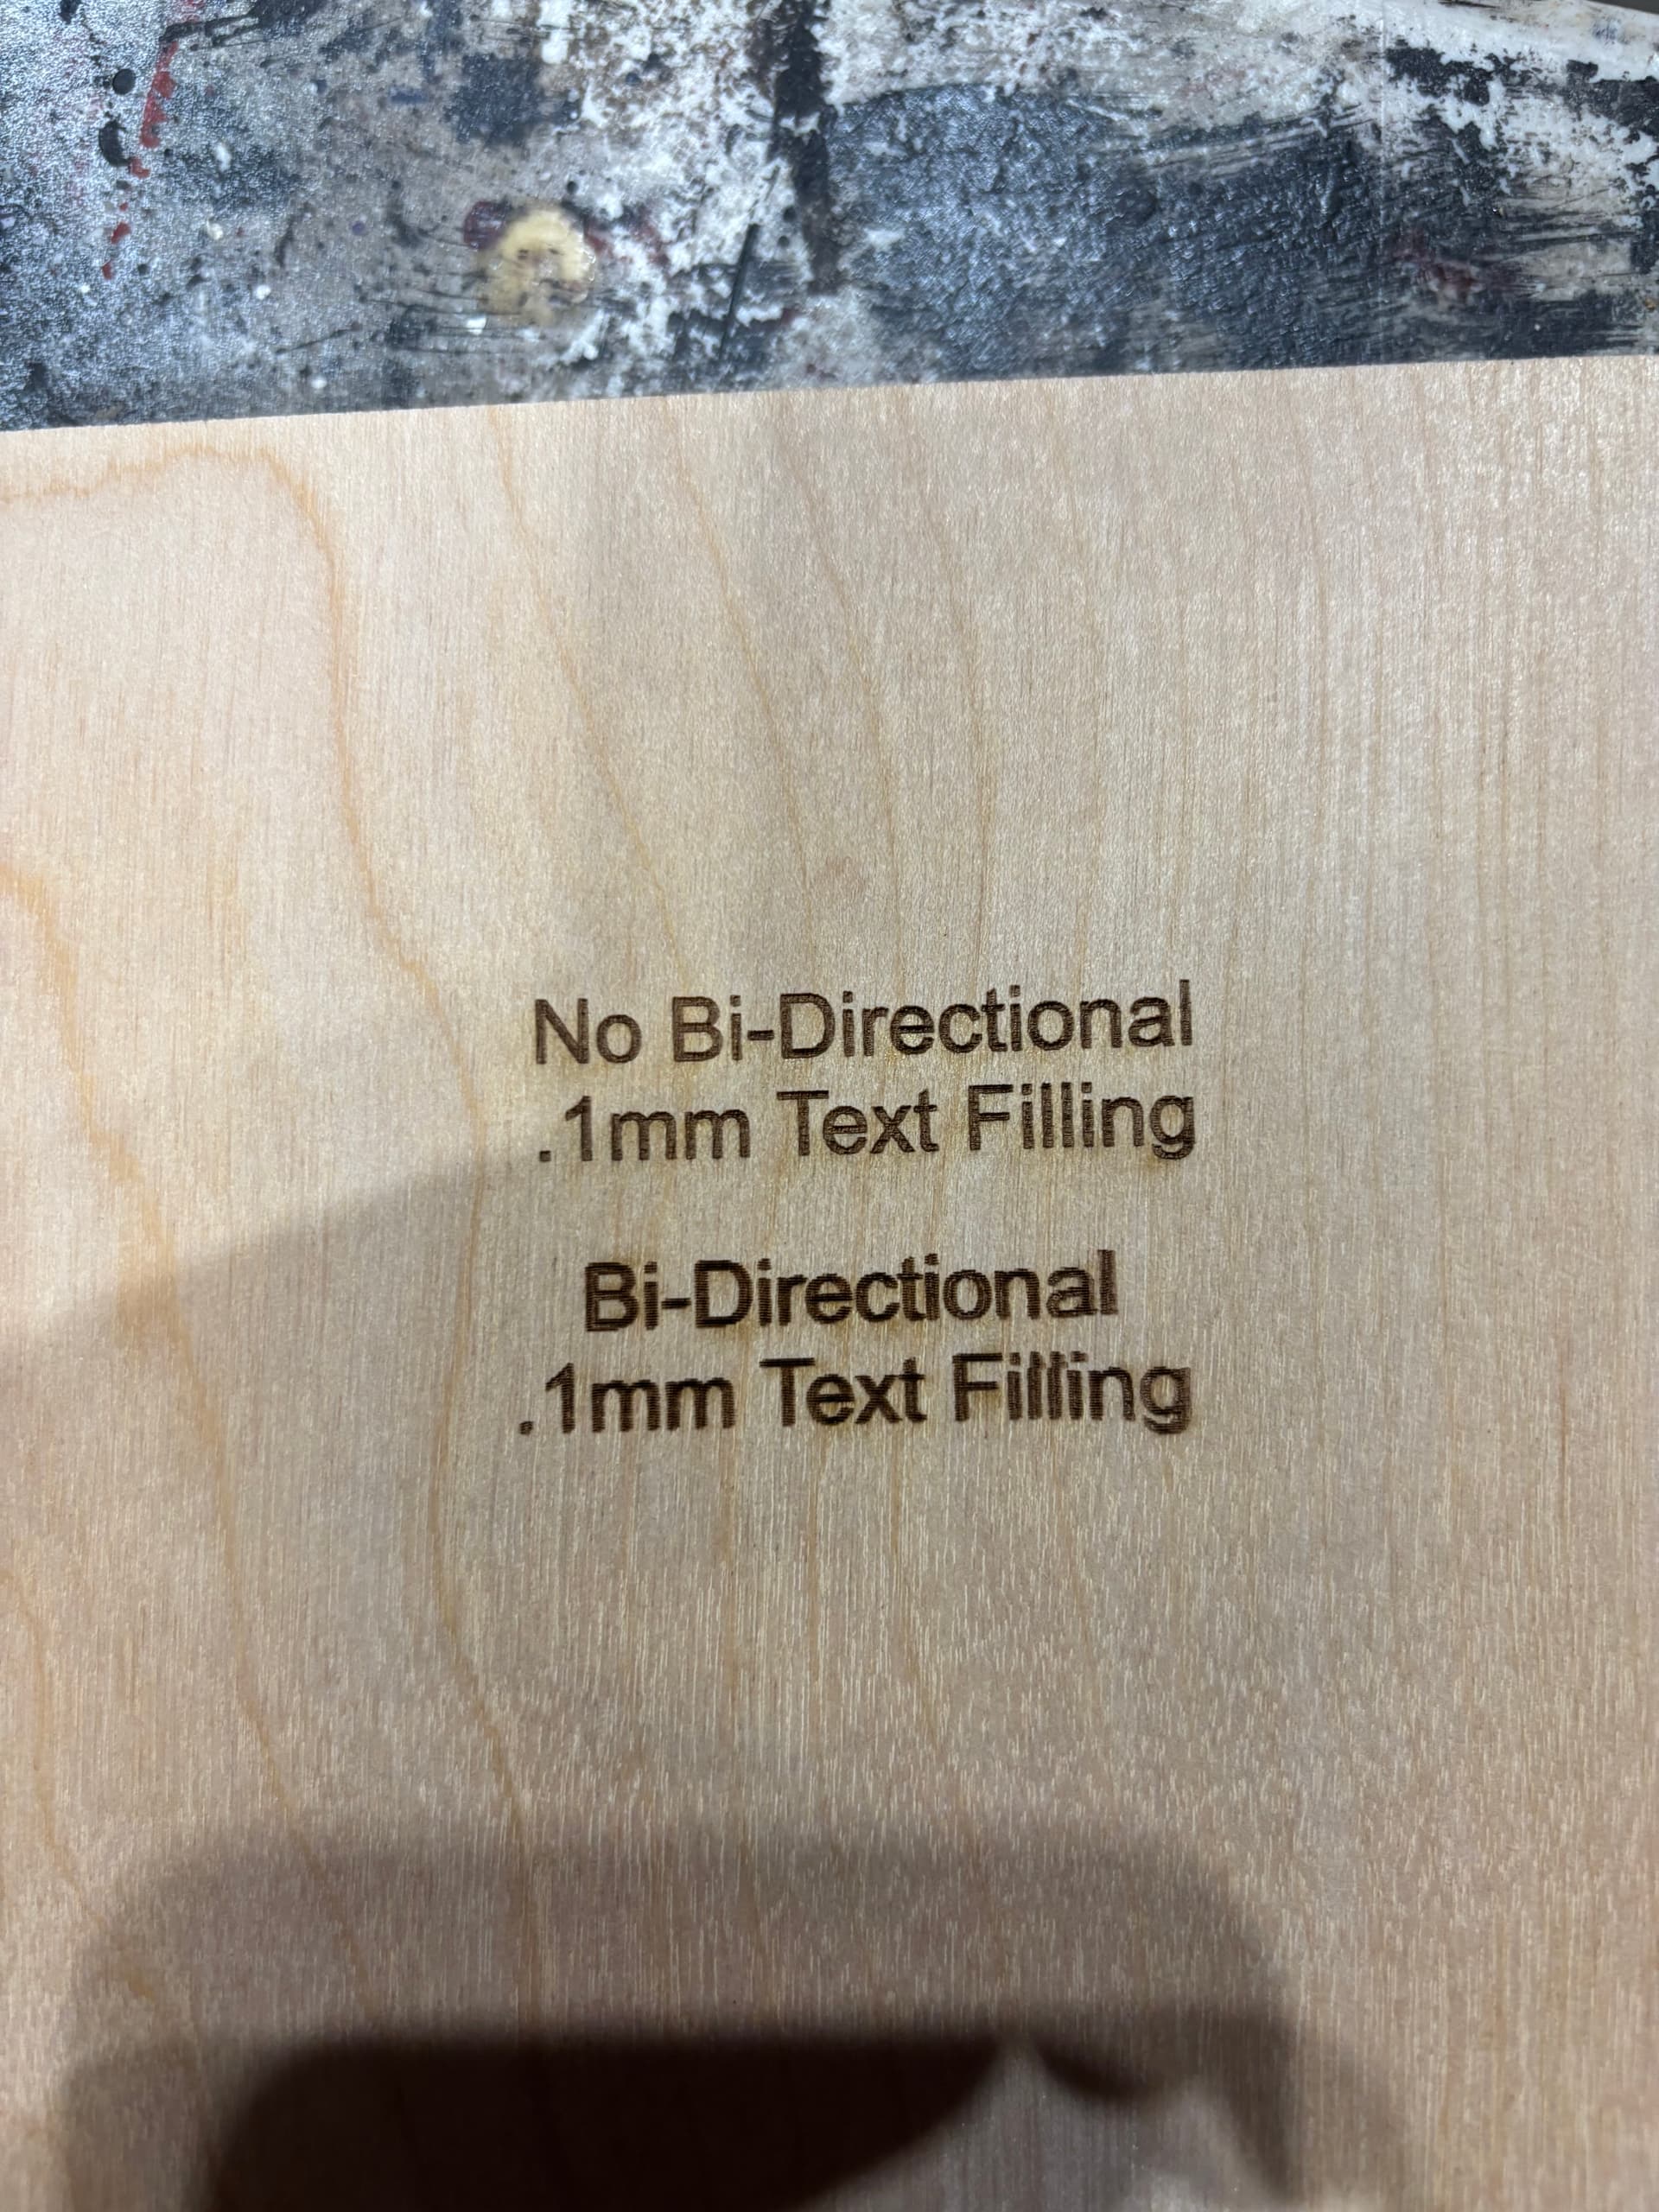 No Bi-Directional
.1mm Text Filling
Bi-Directional
.1mm Text Filling